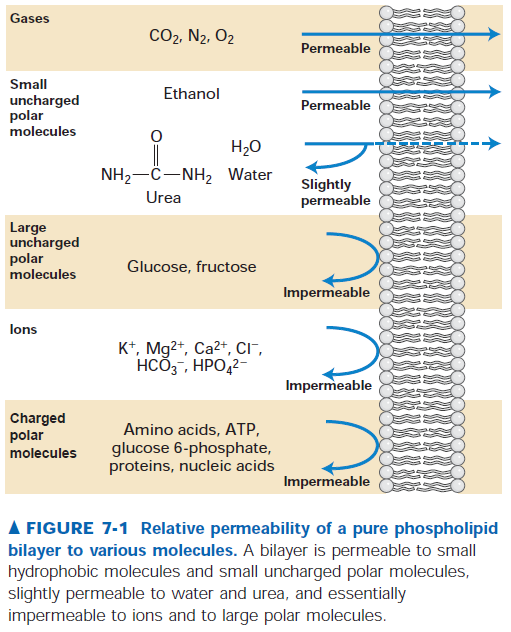 Gases
CO₂, N₂, O₂
Permeable
Small
uncharged
polar
molecules
Ethanol
Permeable
O
NH₂—C—NH₂
Urea
H₂O
Water
Slightly
permeable
Large
uncharged
polar
molecules
Glucose, fructose
Impermeable
Ions
K⁺, Mg²⁺, Ca²⁺, Cl⁻,
HCO₃⁻, HPO₄²⁻
Impermeable
Charged
polar
molecules
Amino acids, ATP,
glucose 6-phosphate,
proteins, nucleic acids
Impermeable
▲ FIGURE 7-1 Relative permeability of a pure phospholipid
bilayer to various molecules. A bilayer is permeable to small
hydrophobic molecules and small uncharged polar molecules,
slightly permeable to water and urea, and essentially
impermeable to ions and to large polar molecules.